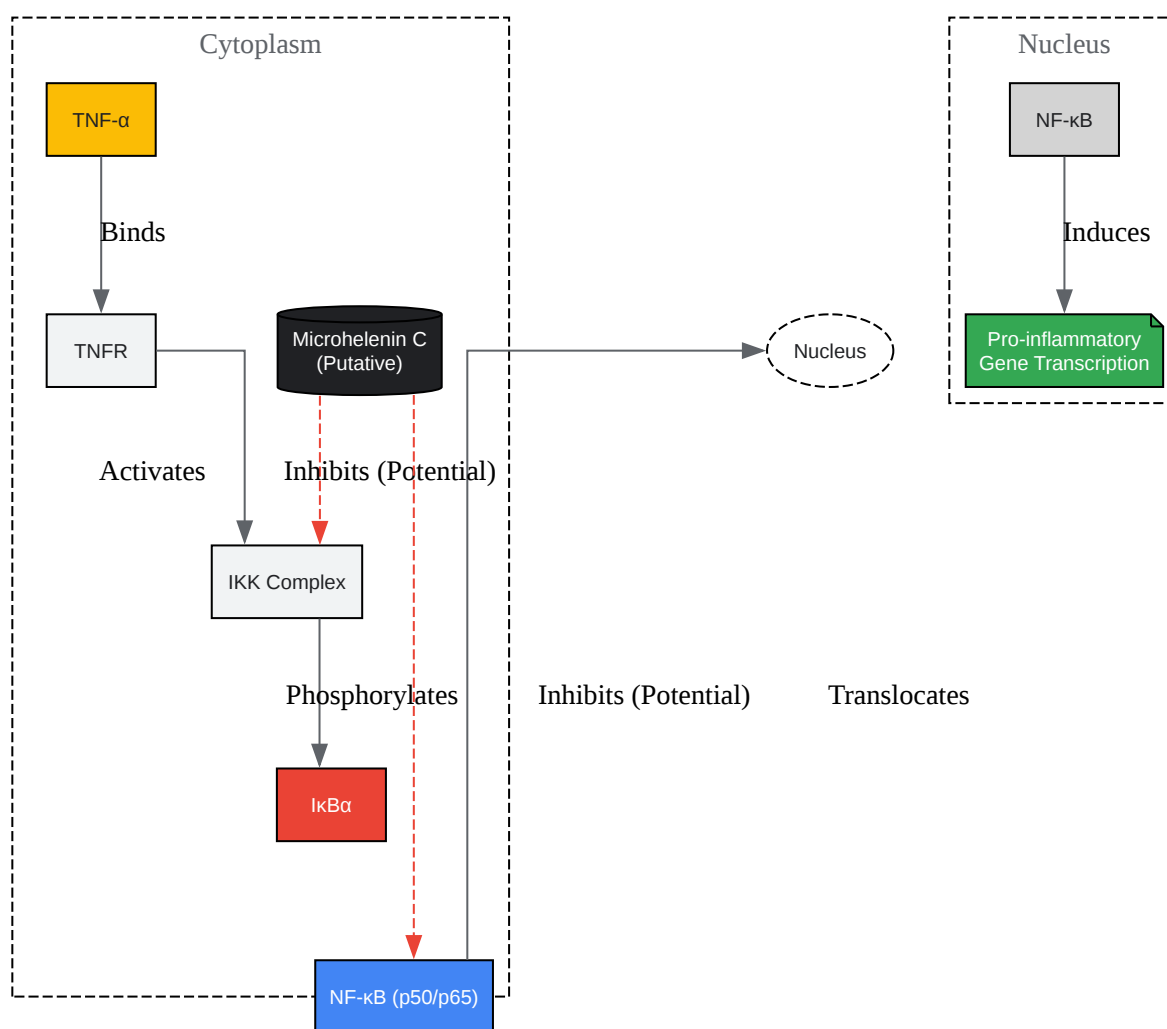 Cytoplasm
Nucleus
TNF-α
NF-κB
Binds
Induces
TNFR
Microhelenin C
(Putative)
Nucleus
Pro-inflammatory
Gene Transcription
Activates
Inhibits (Potential)
IKK Complex
Phosphorylates
Inhibits (Potential)
Translocates
IκBα
NF-κB (p50/p65)